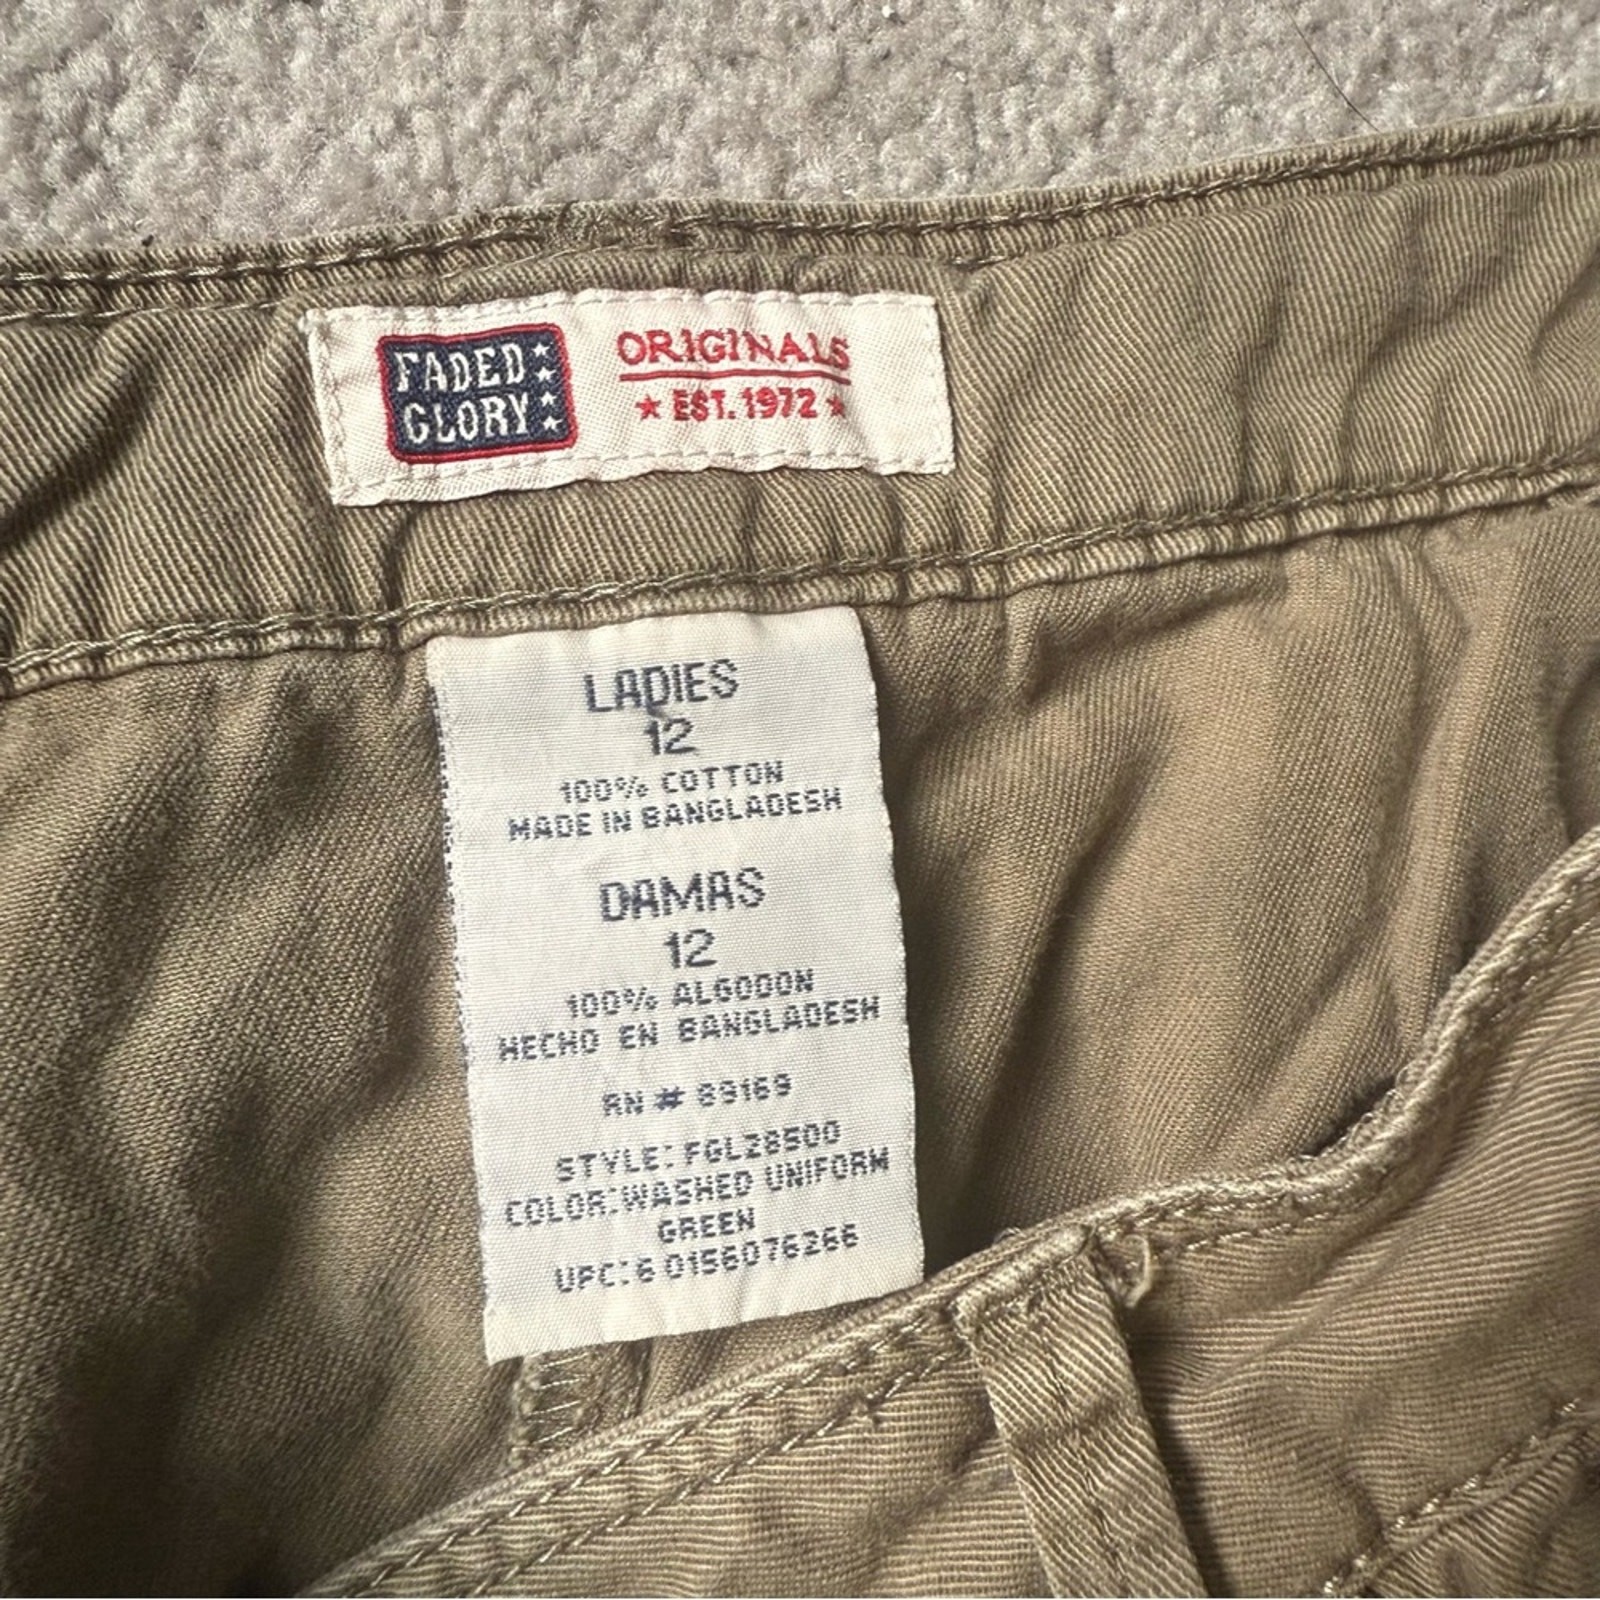 FADED
GLORY
ORIGINALS
EST. 1972
LADIES
12
100% COTTON
MADE IN BANGLADESH
DAMAS
12
100% ALGODON
HECHO EN BANGLADESH
RN # 89169
STYLE: FGL28500
COLOR: WASHED UNIFORM
GREEN
UPC: 6 0156076266